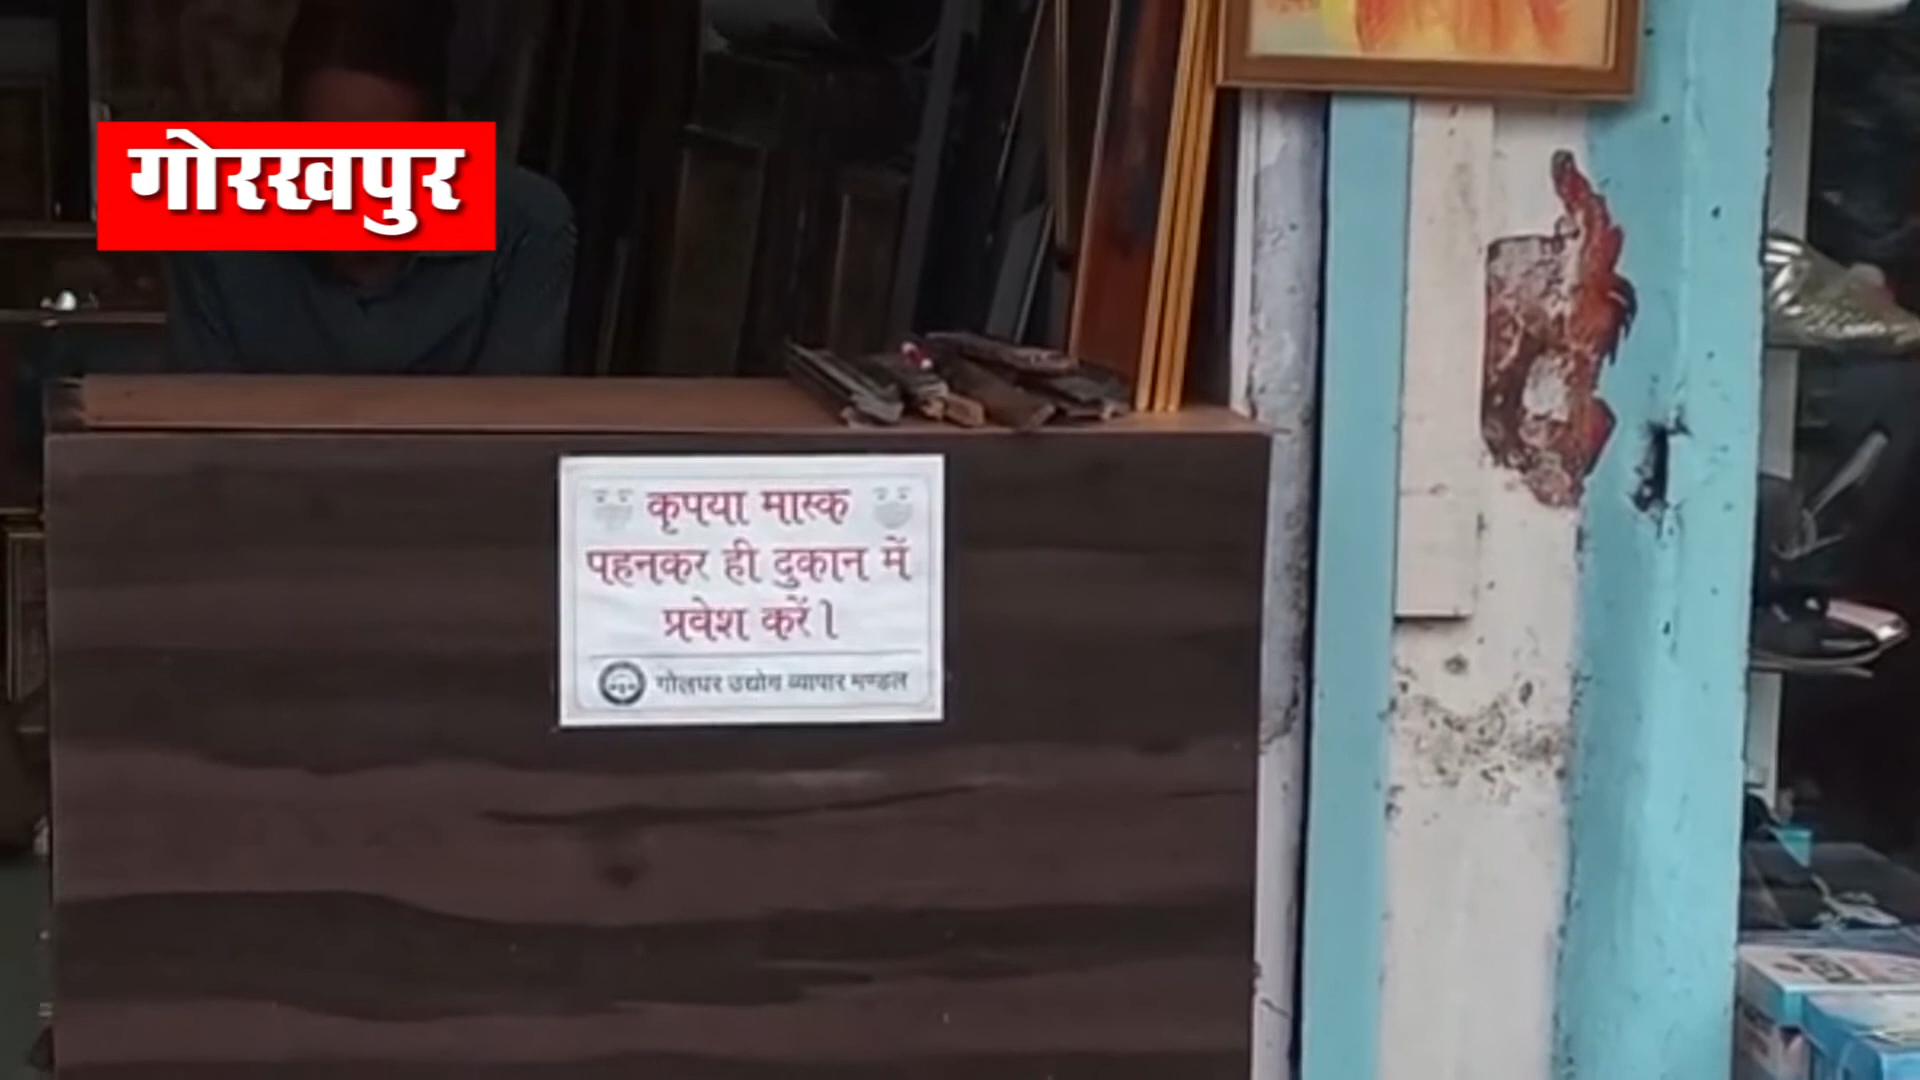 गोरखपुर
कृपया मास्क
पहनकर ही दुकान में
प्रवेश करें।
गोलघर उद्योग व्यापार मण्डल